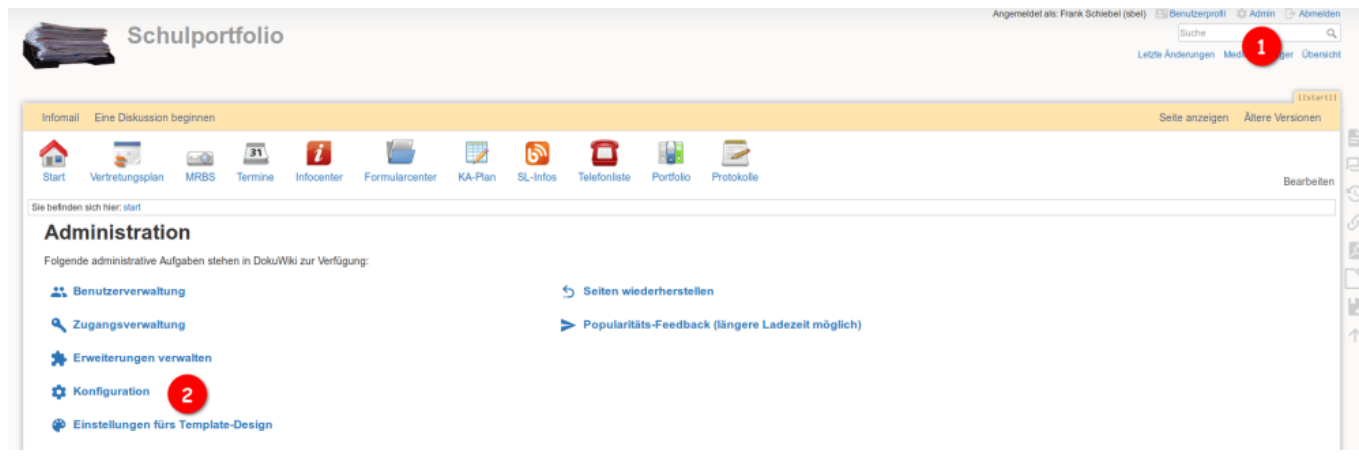 Angemeldet als: Frank Schiebel (sbel) Benutzerprofil Admin Abmelden
Schulportfolio
Suche
1
Letzte Änderungen Übersicht
[[start]]
Infomail Eine Diskussion beginnen Seite anzeigen Ältere Versionen
31
Start Vertretungsplan MRBS Termine Infocenter Formularcenter KA-Plan SL-Infos Telefonliste Portfolio Protokolle
Bearbeiten
Sie befinden sich hier: start
Administration
Folgende administrative Aufgaben stehen in DokuWiki zur Verfügung:
Benutzerverwaltung Seiten wiederherstellen
Zugangsverwaltung Popularitäts-Feedback (längere Ladezeit möglich)
Erweiterungen verwalten
Konfiguration 2
Einstellungen fürs Template-Design